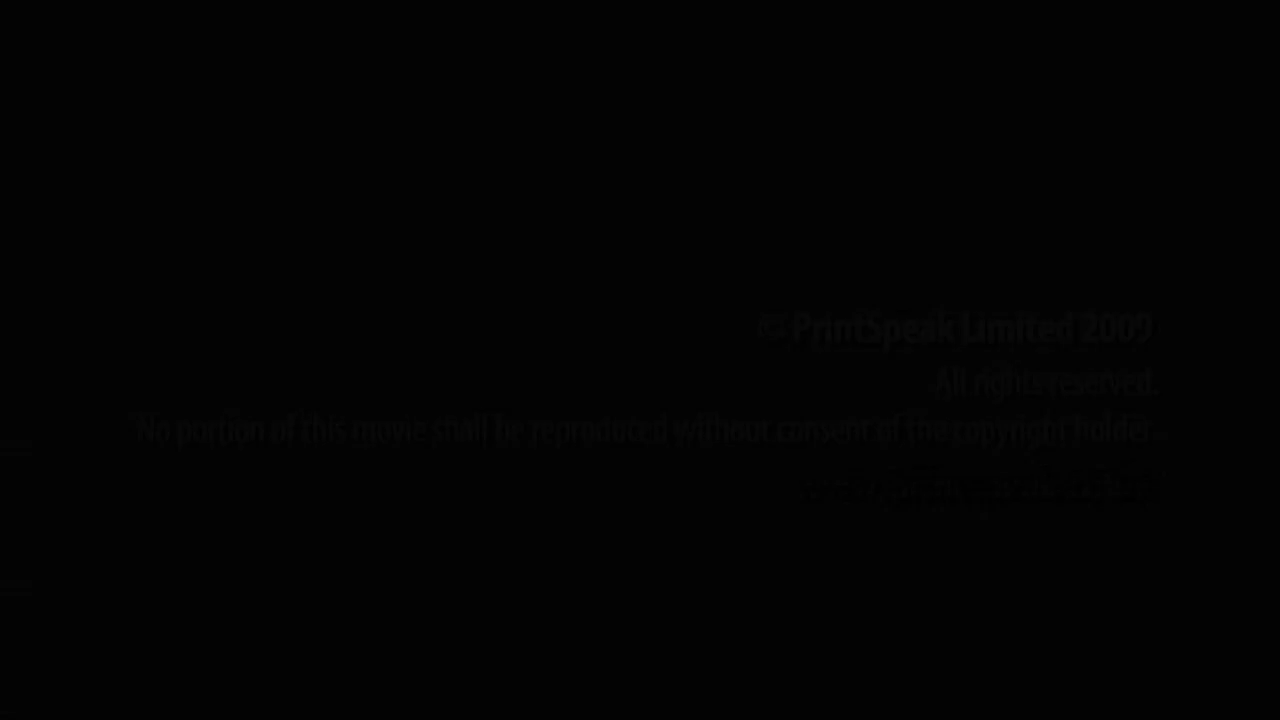 © PrintSpeak Limited 2009
All rights reserved.
No portion of this movie shall be reproduced without consent of the copyright holder.